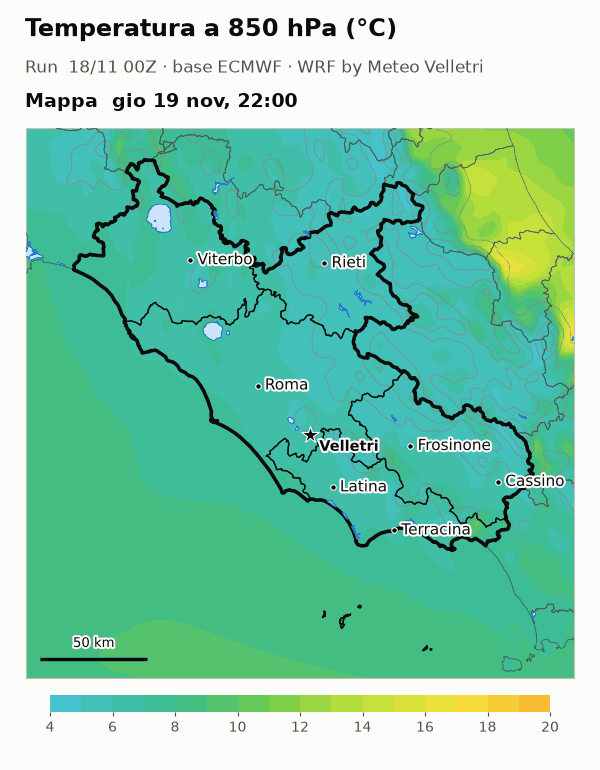 Temperatura a 850 hPa (°C)
Run  18/11 00Z · base ECMWF · WRF by Meteo Velletri
Mappa  gio 19 nov, 22:00
Viterbo
Rieti
Roma
Velletri
Frosinone
Cassino
Latina
Terracina
50 km
4 6 8 10 12 14 16 18 20